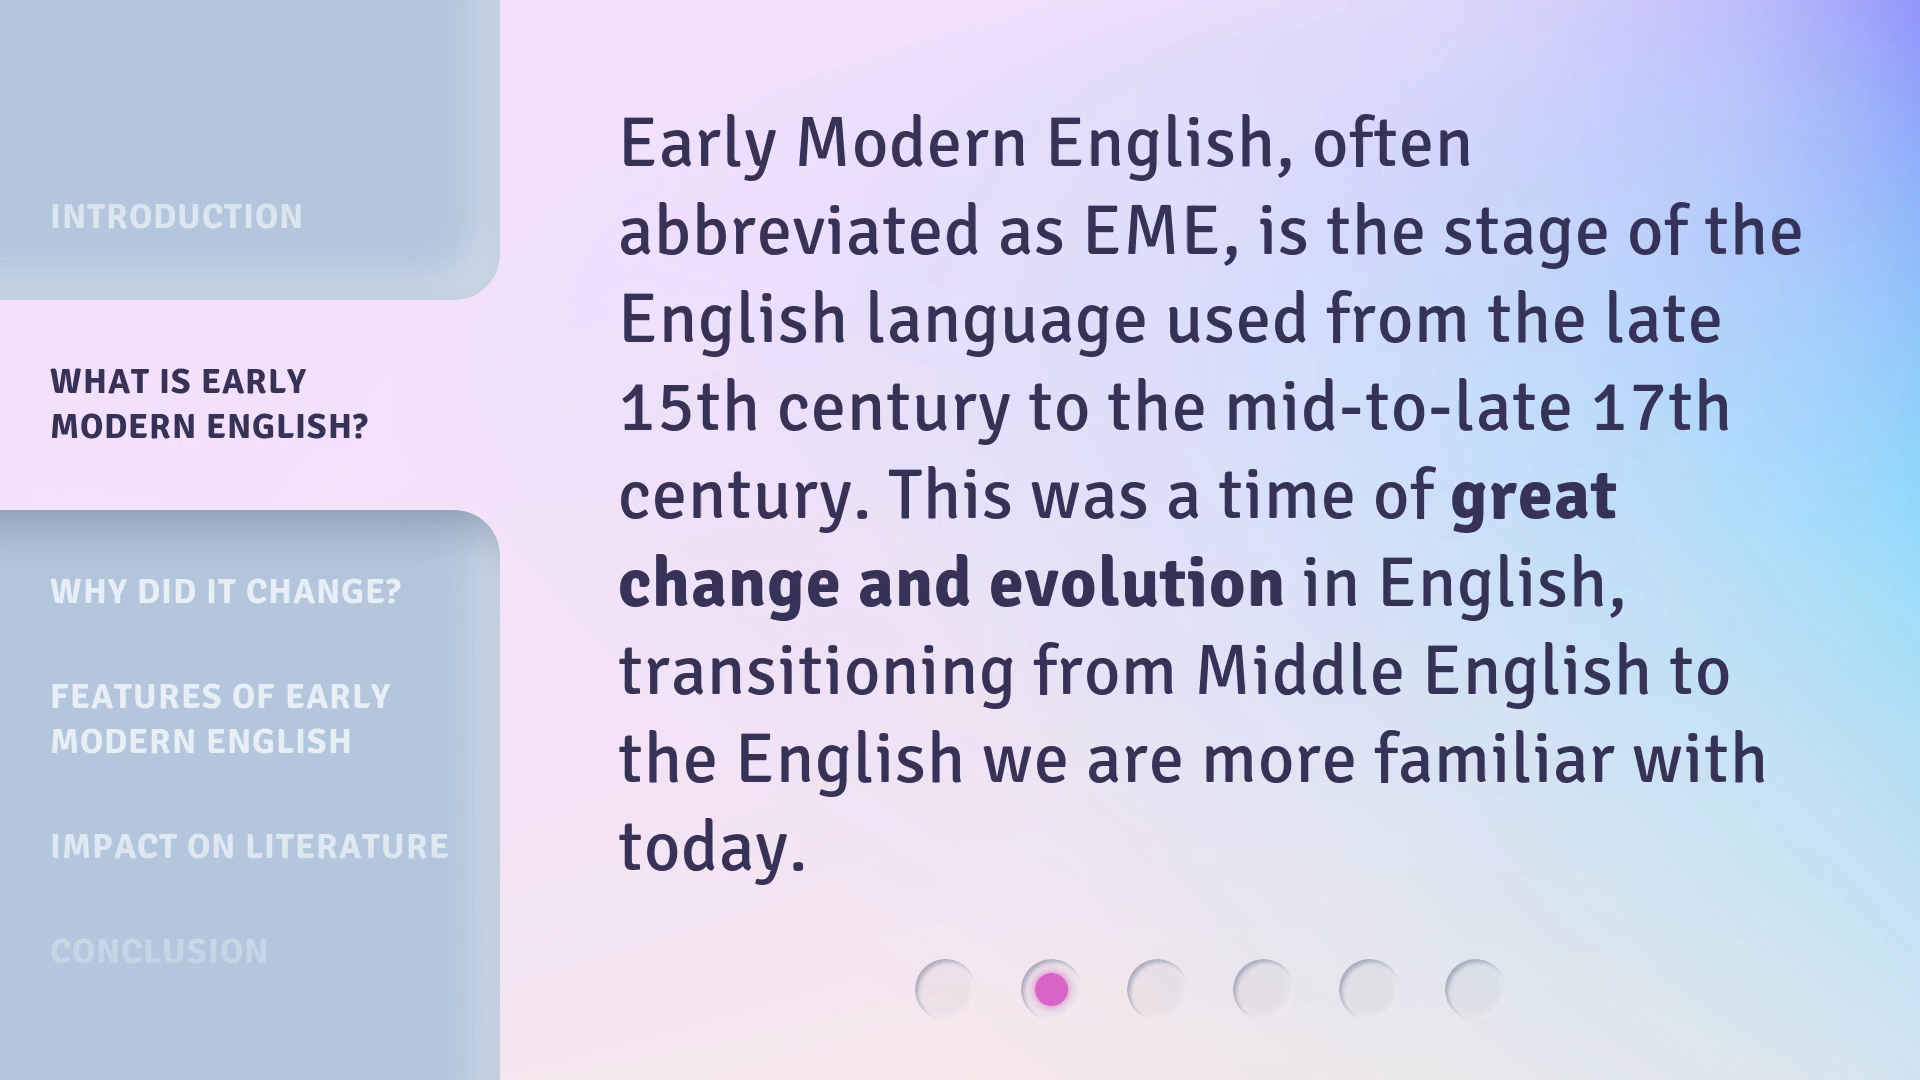 INTRODUCTION
WHAT IS EARLY
MODERN ENGLISH?
WHY DID IT CHANGE?
FEATURES OF EARLY
MODERN ENGLISH
IMPACT ON LITERATURE
CONCLUSION
Early Modern English, often
abbreviated as EME, is the stage of the
English language used from the late
15th century to the mid-to-late 17th
century. This was a time of great
change and evolution in English,
transitioning from Middle English to
the English we are more familiar with
today.